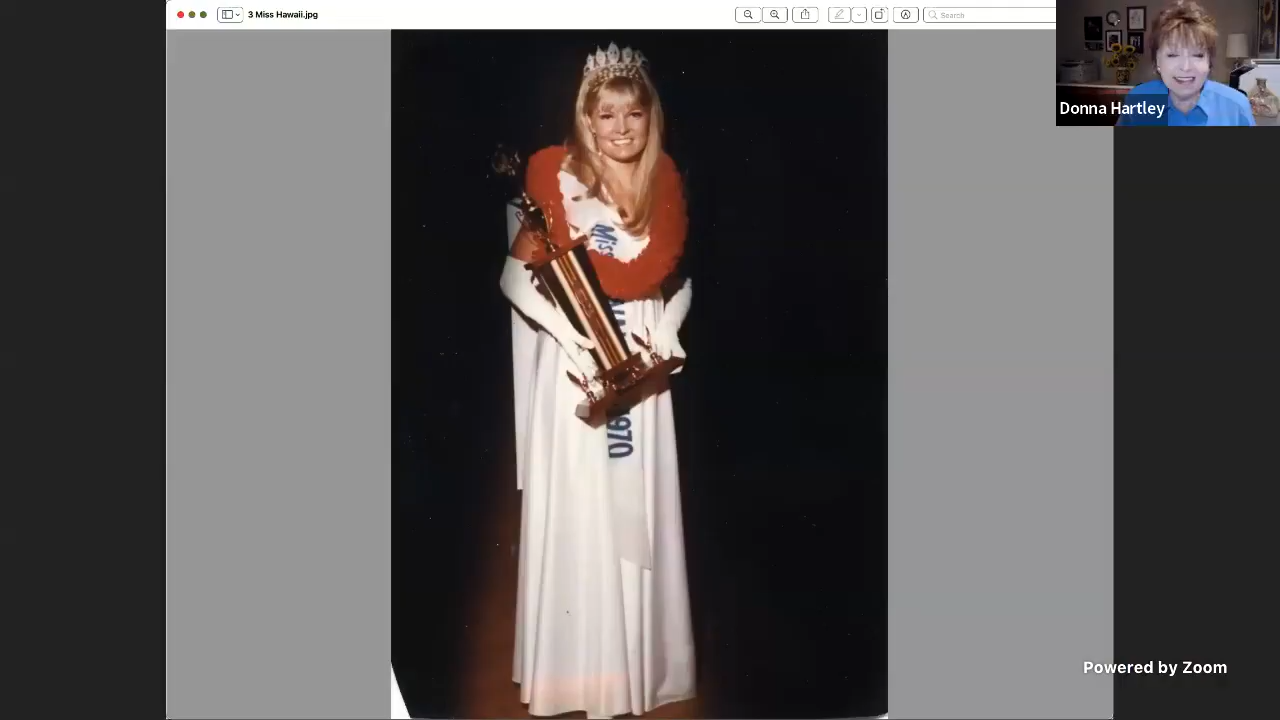 3 Miss Hawaii.jpg
Search
Donna Hartley
Miss
1970
Powered by Zoom